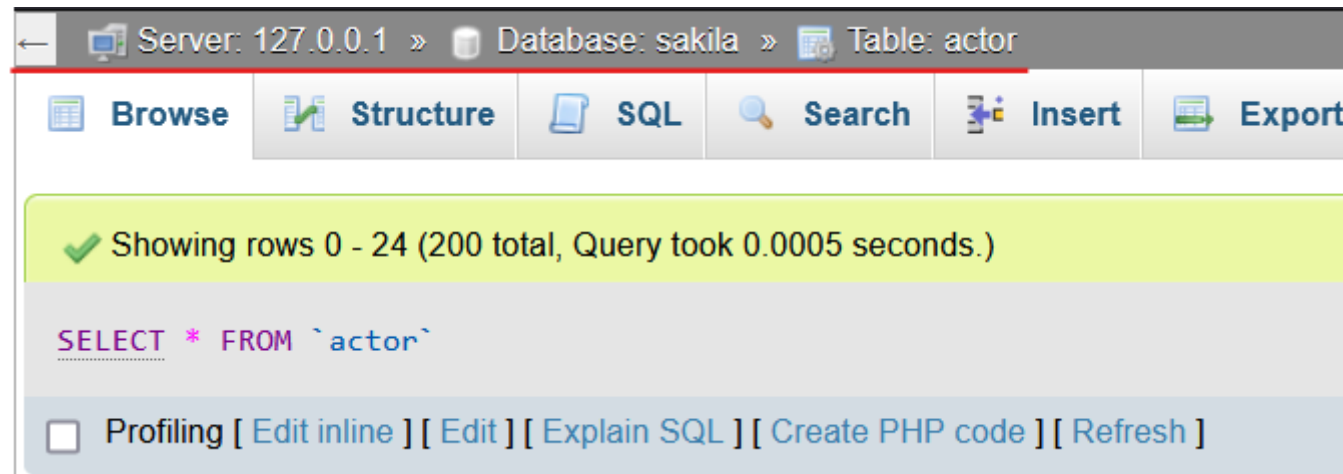 ← Server: 127.0.0.1 » Database: sakila » Table: actor
Browse Structure SQL Search Insert Export
Showing rows 0 - 24 (200 total, Query took 0.0005 seconds.)
SELECT * FROM `actor`
Profiling [ Edit inline ] [ Edit ] [ Explain SQL ] [ Create PHP code ] [ Refresh ]